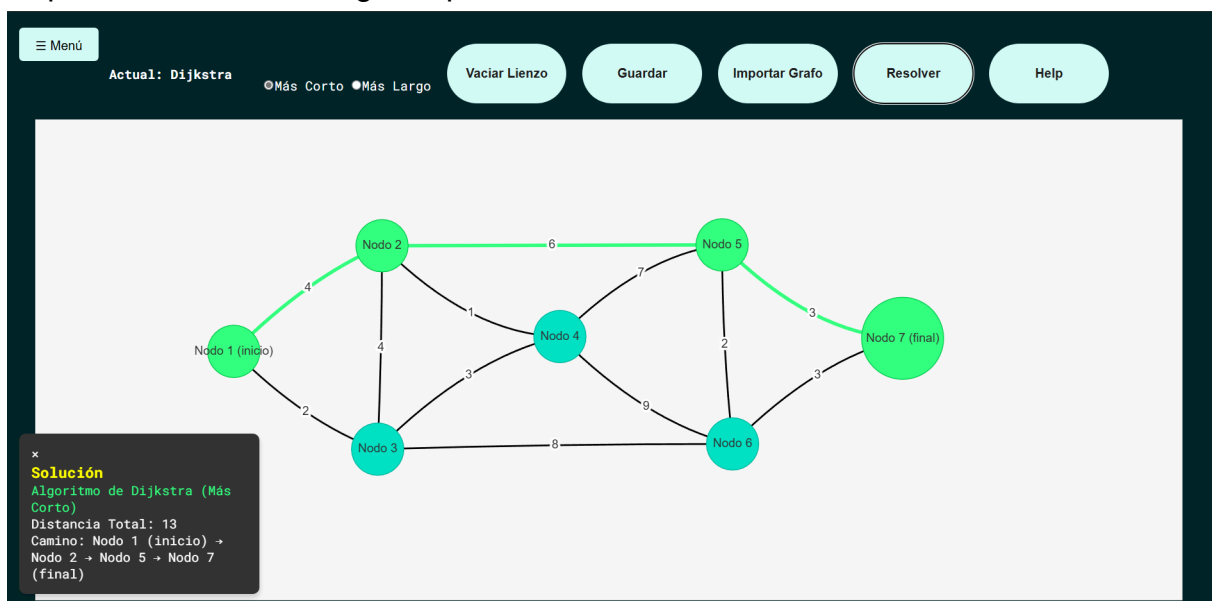 ☰ Menú
Actual: Dijkstra
Más Corto Más Largo
Vaciar Lienzo
Guardar
Importar Grafo
Resolver
Help
Nodo 2
6
Nodo 5
4
1
7
3
Nodo 1 (inicio)
4
Nodo 4
2
Nodo 7 (final)
3
3
2
9
Nodo 3
8
Nodo 6
×
Solución
Algoritmo de Dijkstra (Más
Corto)
Distancia Total: 13
Camino: Nodo 1 (inicio) →
Nodo 2 → Nodo 5 → Nodo 7
(final)